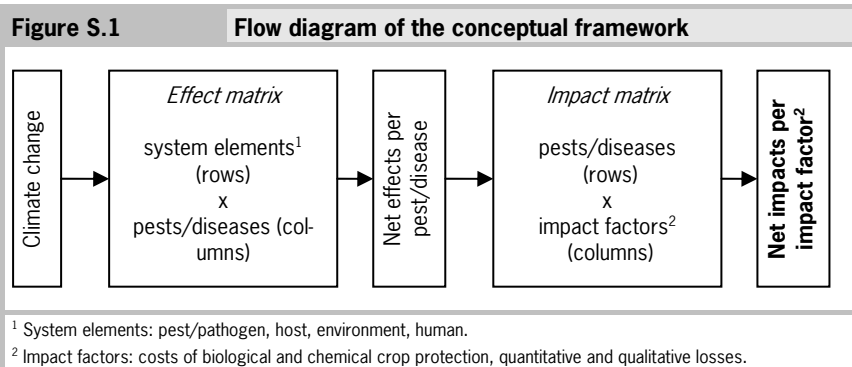 Figure S.1 Flow diagram of the conceptual framework
Climate change
Effect matrix
system elements¹
(rows)
x
pests/diseases (col-
umns)
Net effects per
pest/disease
Impact matrix
pests/diseases
(rows)
x
impact factors²
(columns)
Net impacts per
impact factor²
¹ System elements: pest/pathogen, host, environment, human.
² Impact factors: costs of biological and chemical crop protection, quantitative and qualitative losses.